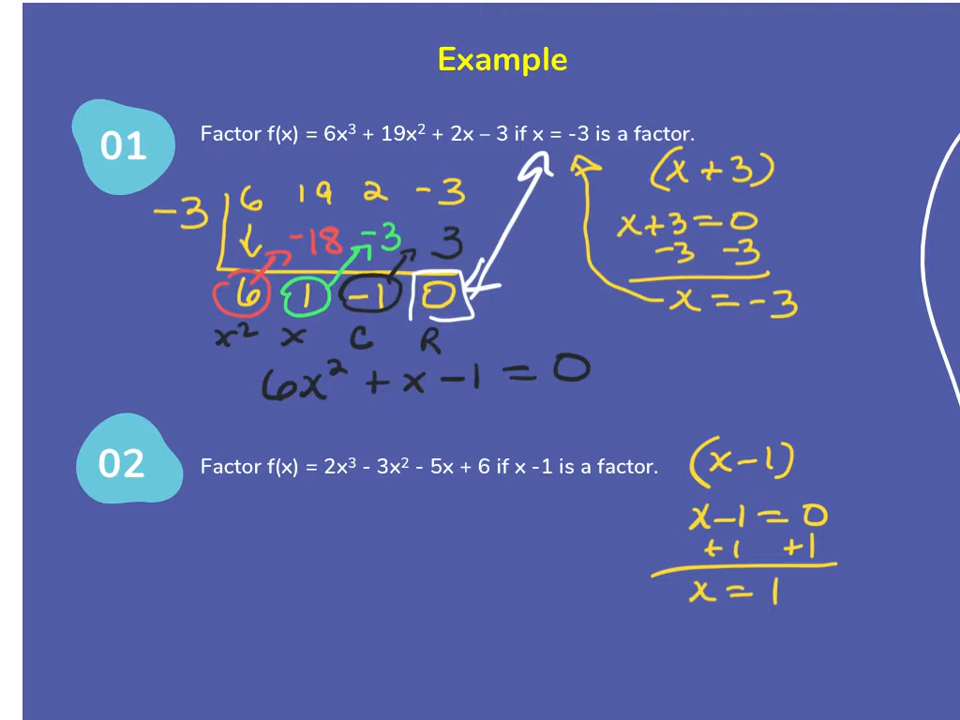 Example
01
Factor f(x) = 6x³ + 19x² + 2x – 3 if x = -3 is a factor.
(x + 3)
-3 | 6 19 2 -3
-18 -3 3
6 1 -1 0
x² x C R
6x² + x - 1 = 0
x + 3 = 0
-3 -3
x = -3
02
Factor f(x) = 2x³ - 3x² - 5x + 6 if x -1 is a factor.
(x - 1)
x - 1 = 0
+1 +1
x = 1